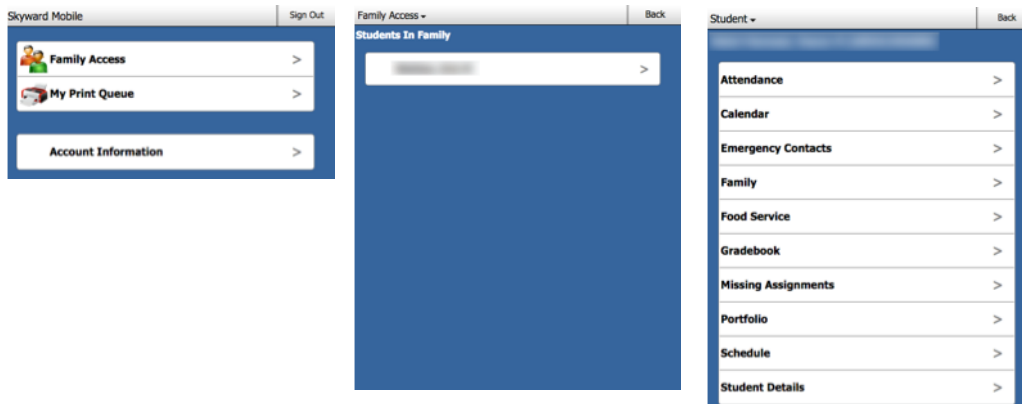 Skyward Mobile
Sign Out
Family Access
>
My Print Queue
>
Account Information
>
Family Access
Back
Students In Family
>
Student
Back
Attendance
>
Calendar
>
Emergency Contacts
>
Family
>
Food Service
>
Gradebook
>
Missing Assignments
>
Portfolio
>
Schedule
>
Student Details
>